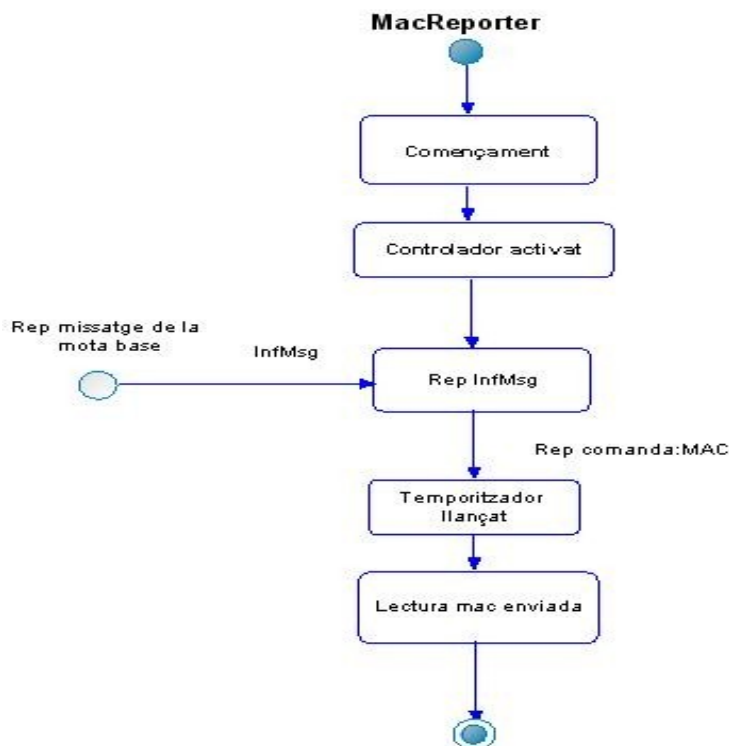 MacReporter
Començament
Controlador activat
Rep missatge de la
mota base
InfMsg
Rep InfMsg
Rep comanda:MAC
Temporitzador
llançat
Lectura mac enviada